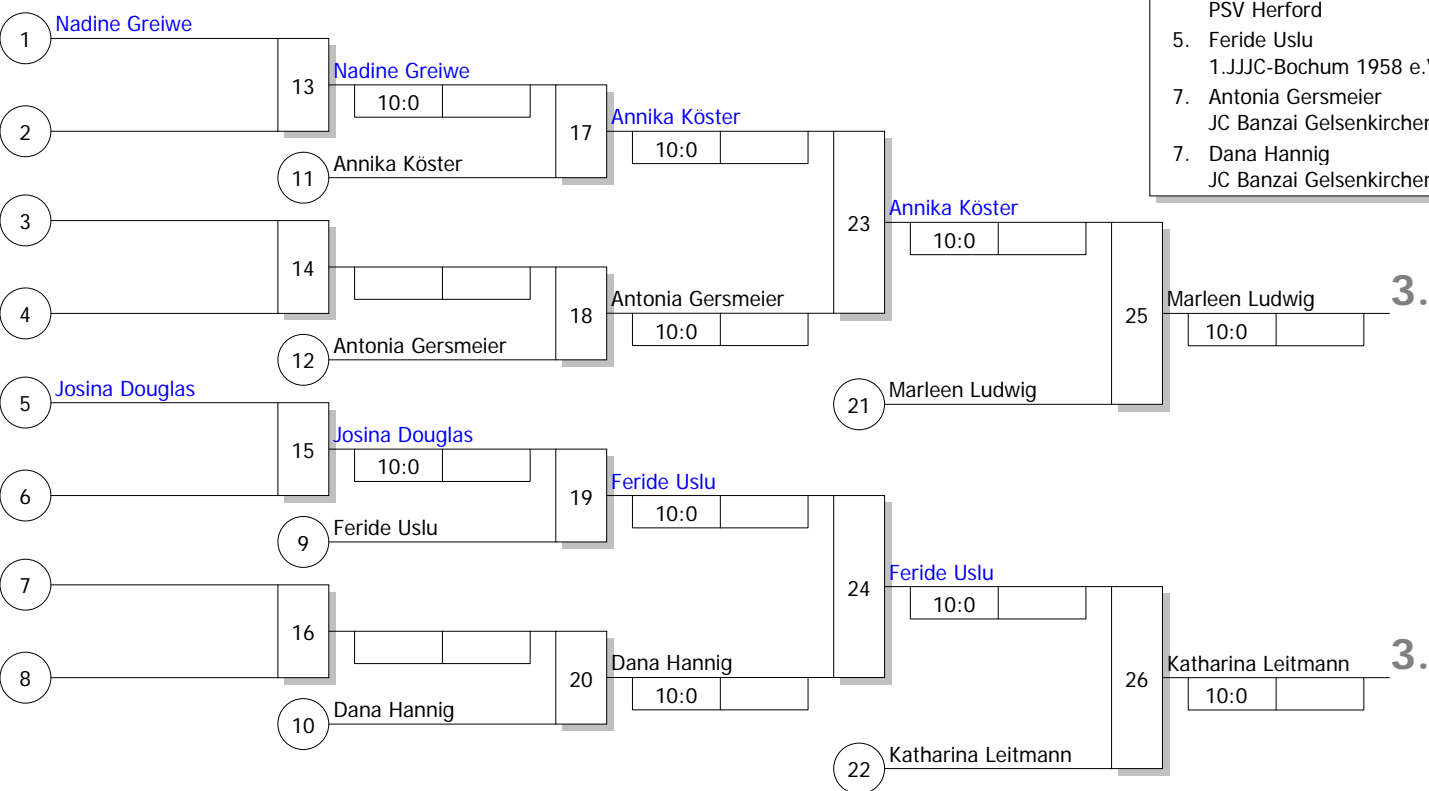 PSV Herford
5. Feride Uslu
1.JJJC-Bochum 1958 e.V
7. Antonia Gersmeier
JC Banzai Gelsenkirchen
7. Dana Hannig
JC Banzai Gelsenkirchen
1 Nadine Greiwe
13 Nadine Greiwe
10:0
2
17 Annika Köster
10:0
11 Annika Köster
3
23 Annika Köster
10:0
14
4
18 Antonia Gersmeier
10:0
12 Antonia Gersmeier
25 Marleen Ludwig 3.
10:0
5 Josina Douglas
21 Marleen Ludwig
15 Josina Douglas
10:0
6
19 Feride Uslu
10:0
9 Feride Uslu
7
24 Feride Uslu
10:0
16
8
20 Dana Hannig
10:0
10 Dana Hannig
26 Katharina Leitmann 3.
10:0
22 Katharina Leitmann